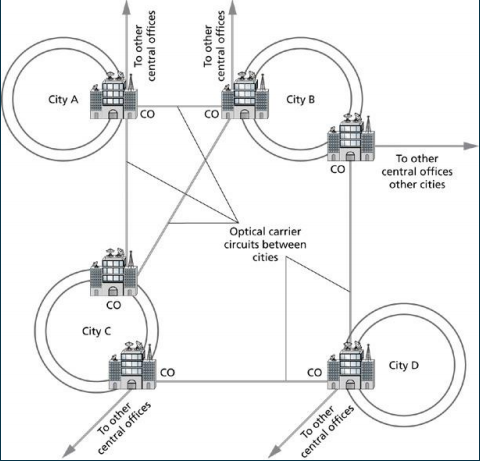 To other
central offices
To other
central offices
City A
CO
CO
City B
CO
To other
central offices
other cities
Optical carrier
circuits between
cities
CO
City C
CO
CO
City D
To other
central offices
To other
central offices